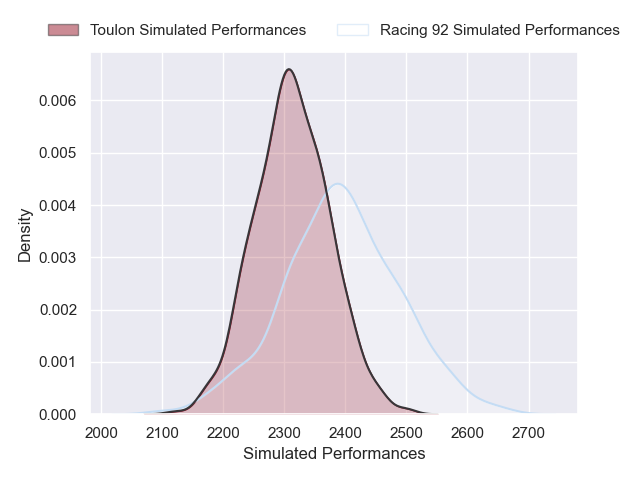 Toulon Simulated Performances
Racing 92 Simulated Performances
0.006
0.005
0.004
0.003
0.002
0.001
0.000
Density
2000 2100 2200 2300 2400 2500 2600 2700
Simulated Performances